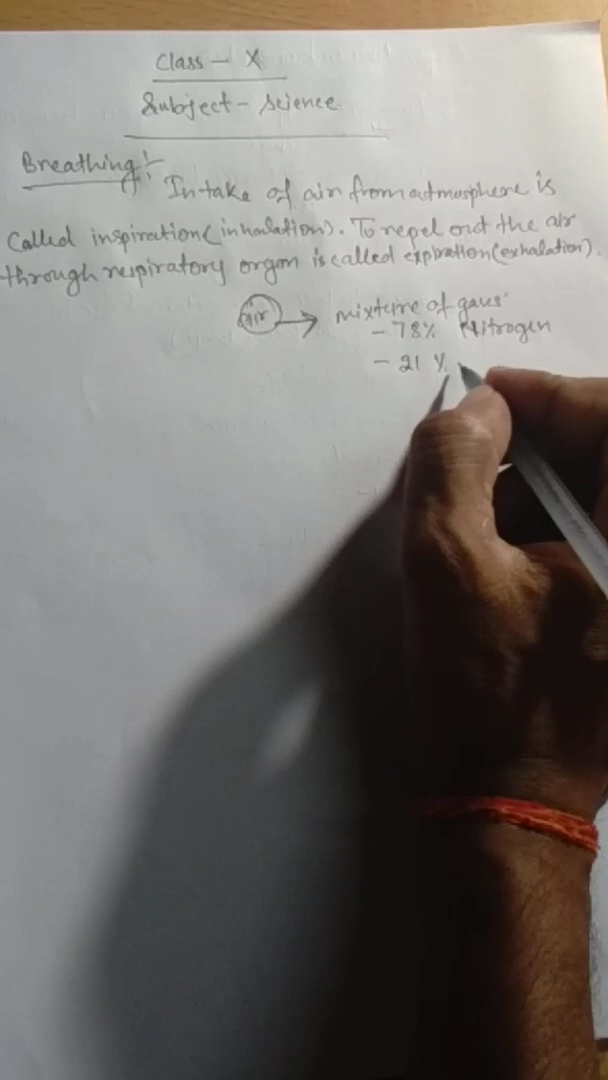 Class - X
Subject - Science
Breathing:-
Intake of air from atmosphere is
Called inspiration (inhalation). To repel out the air
through respiratory organ is called expiration (exhalation).
air → mixture of gases
- 78% Nitrogen
- 21 %